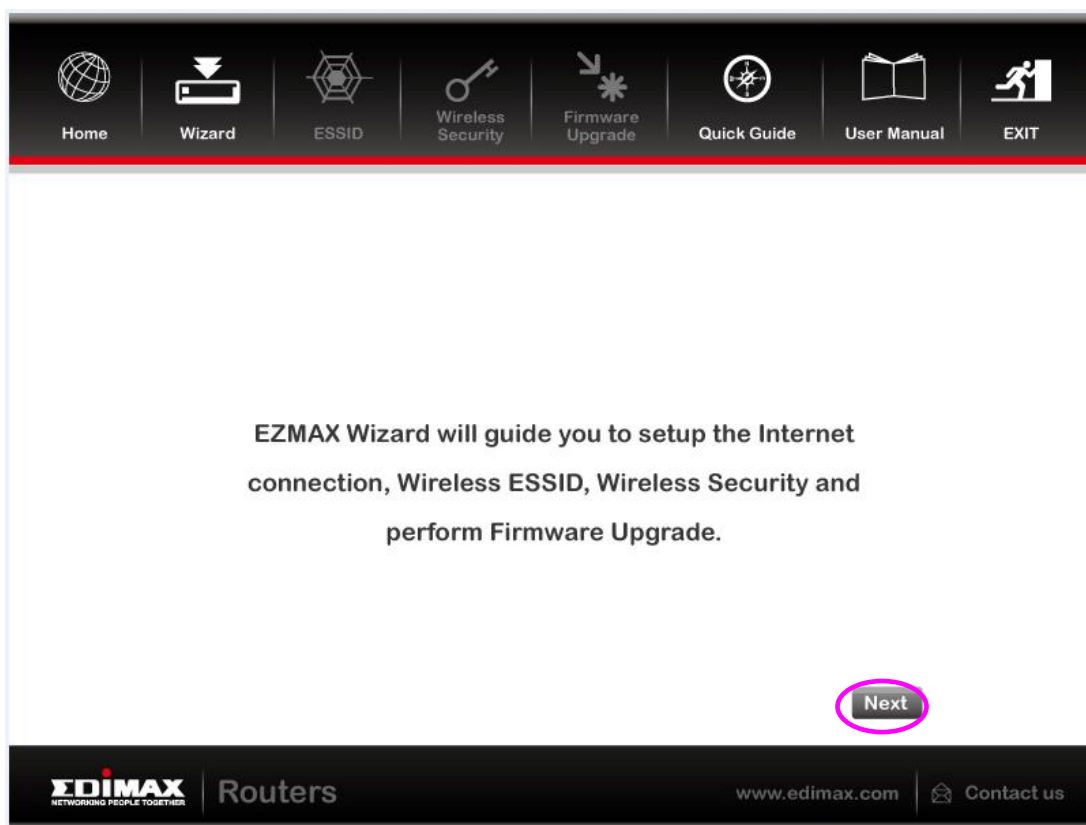 Home
Wizard
ESSID
Wireless
Security
Firmware
Upgrade
Quick Guide
User Manual
EXIT
EZMAX Wizard will guide you to setup the Internet
connection, Wireless ESSID, Wireless Security and
perform Firmware Upgrade.
Next
EDIMAX
NETWORKING PEOPLE TOGETHER
Routers
www.edimax.com
Contact us